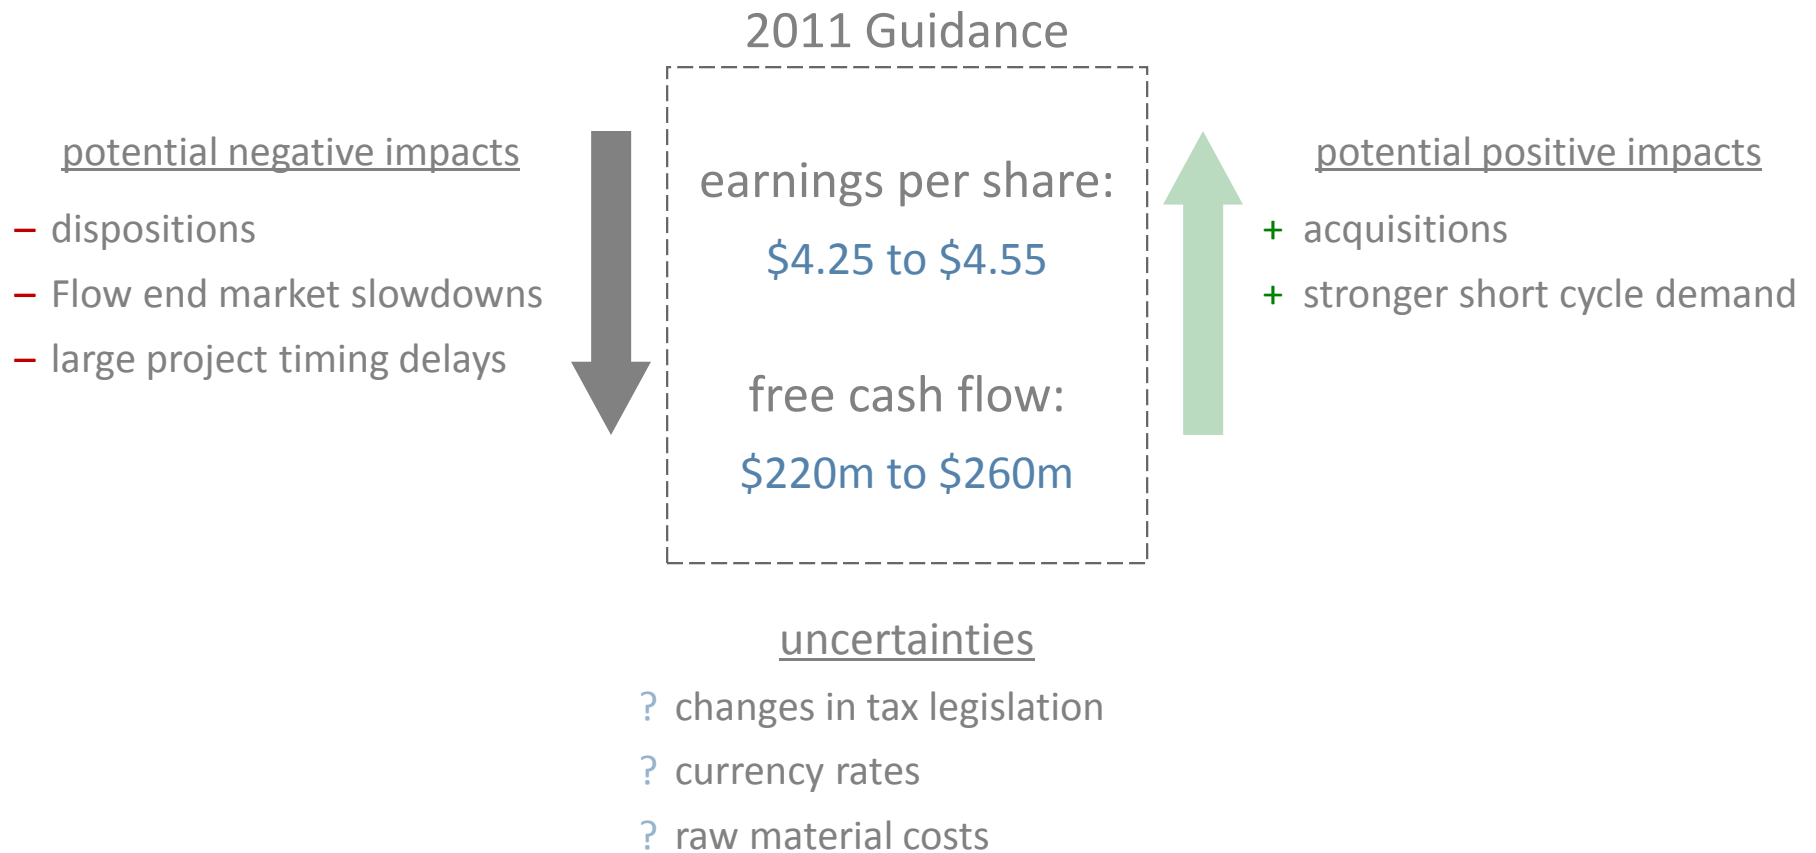 2011 Guidance
potential negative impacts
– dispositions
– Flow end market slowdowns
– large project timing delays
earnings per share:
$4.25 to $4.55
free cash flow:
$220m to $260m
potential positive impacts
+ acquisitions
+ stronger short cycle demand
uncertainties
? changes in tax legislation
? currency rates
? raw material costs